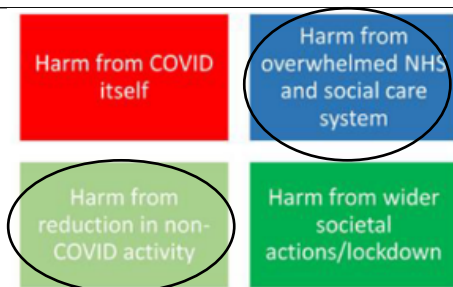 Harm from COVID
itself
Harm from
overwhelmed NHS
and social care
system
Harm from
reduction in non-
COVID activity
Harm from wider
societal
actions/lockdown